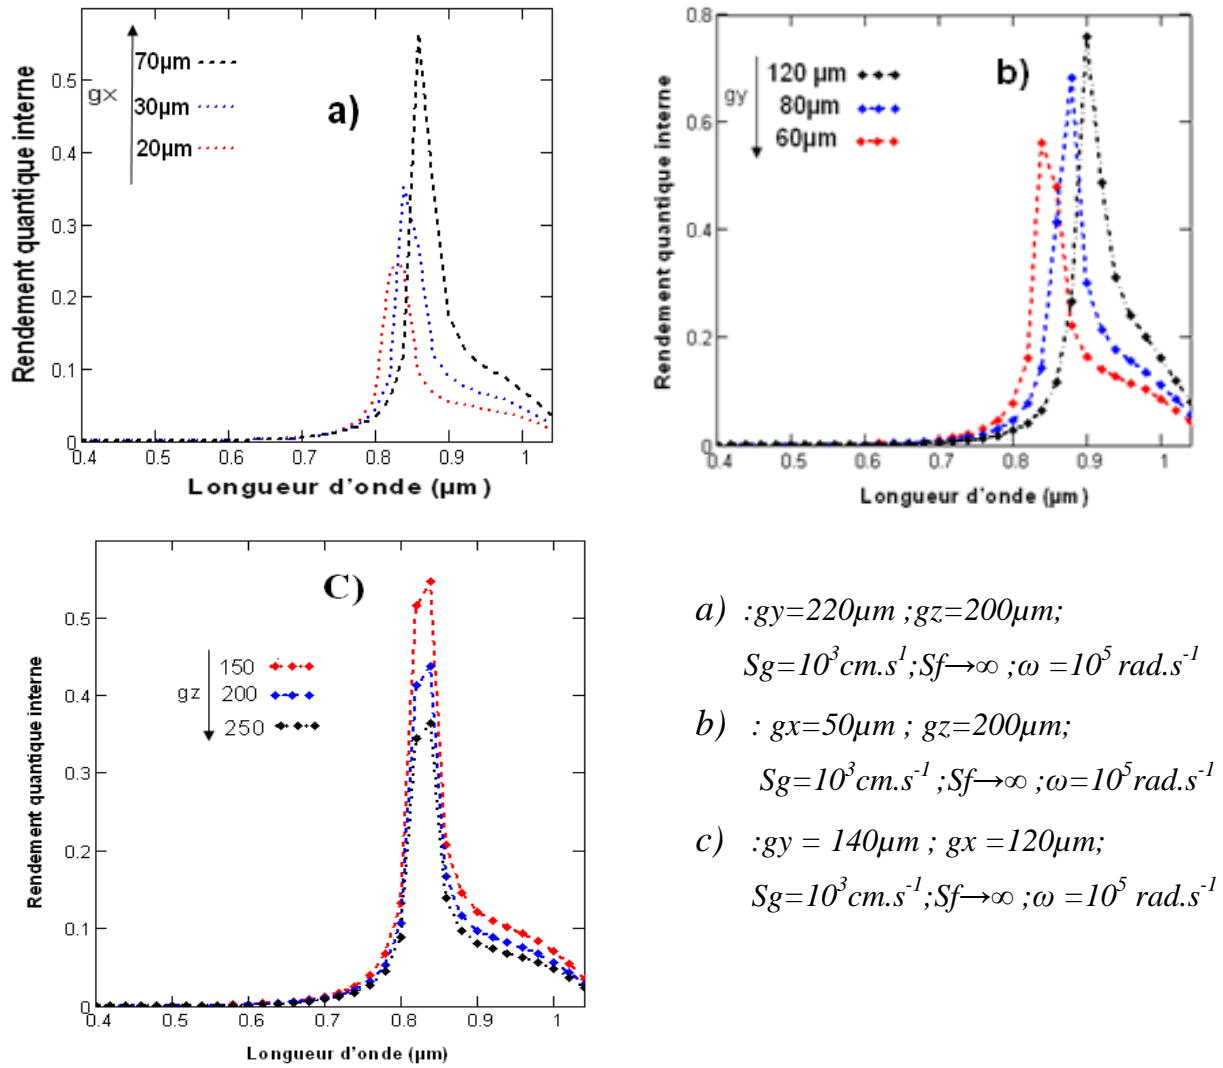 Rendement quantique interne
0.5
0.4
0.3
0.2
0.1
0
gx
70µm
30µm
20µm
a)
0.4 0.5 0.6 0.7 0.8 0.9 1
Longueur d'onde (µm)
Rendement quantique interne
0.8
0.6
0.4
0.2
0
gy
120 µm
80µm
60µm
b)
0.4 0.5 0.6 0.7 0.8 0.9 1
Longueur d'onde (µm)
Rendement quantique interne
0.5
0.4
0.3
0.2
0.1
0
gz
150
200
250
C)
0.4 0.5 0.6 0.7 0.8 0.9 1
Longueur d'onde (µm)
a) :gy=220µm ;gz=200µm;
Sg=10³cm.s¹;Sf→∞ ;ω =10⁵ rad.s⁻¹
b) : gx=50µm ; gz=200µm;
Sg=10³cm.s⁻¹ ;Sf→∞ ;ω=10⁵rad.s⁻¹
c) :gy = 140µm ; gx =120µm;
Sg=10³cm.s⁻¹;Sf→∞ ;ω =10⁵ rad.s⁻¹